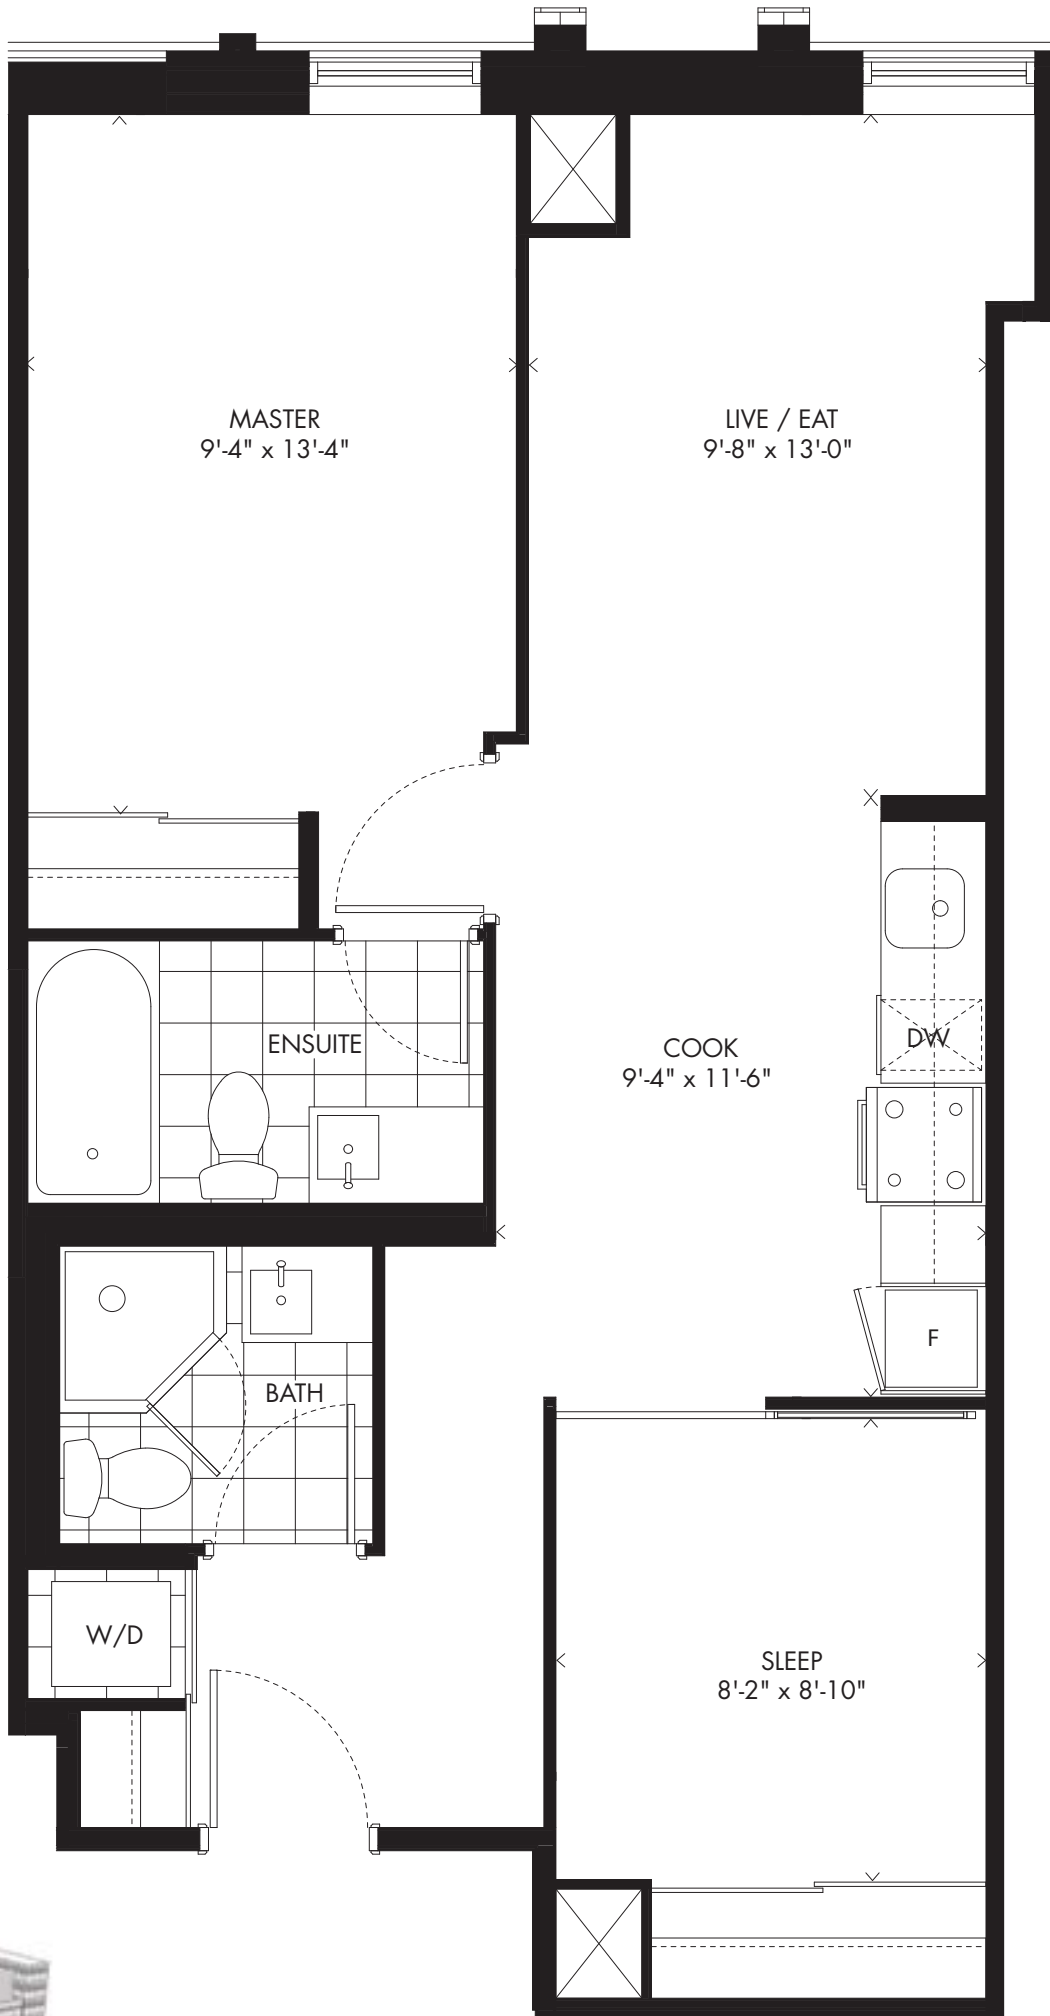 MASTER
9'-4" x 13'-4"
LIVE / EAT
9'-8" x 13'-0"
ENSUITE
COOK
9'-4" x 11'-6"
DW
F
BATH
W/D
SLEEP
8'-2" x 8'-10"